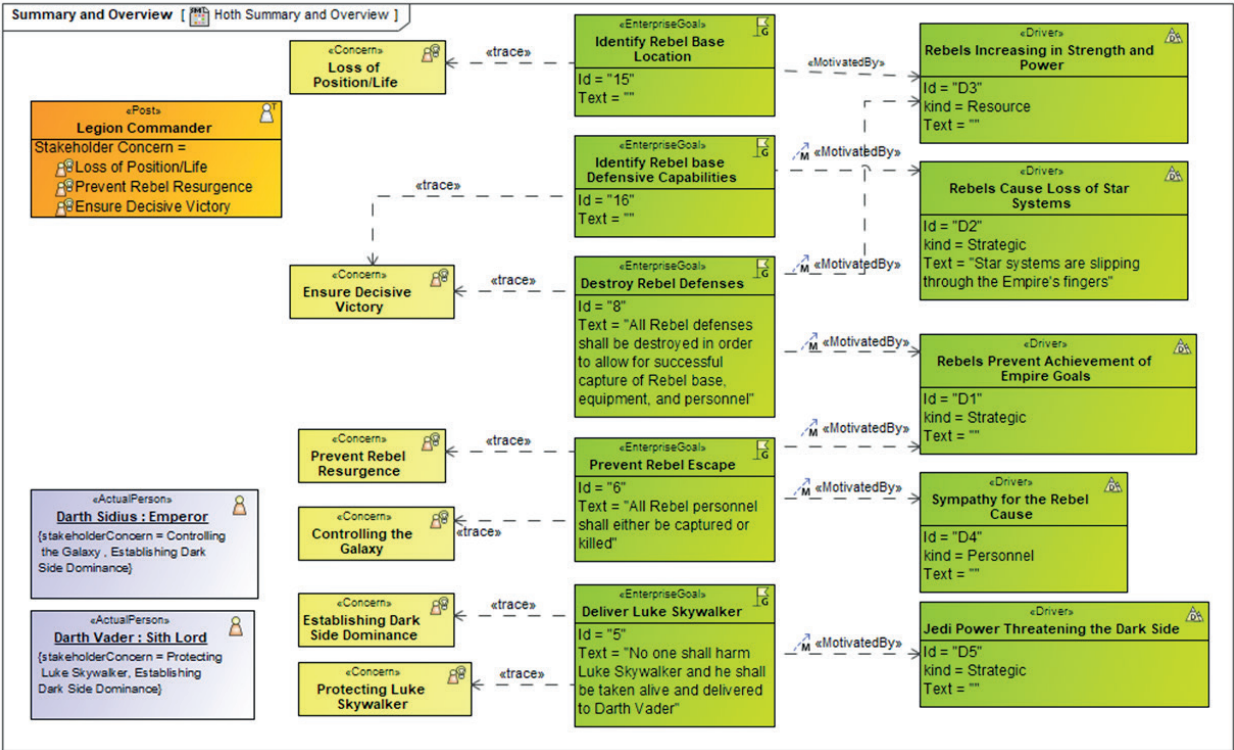 Summary and Overview [ Hoth Summary and Overview ]
«Post»
Legion Commander
Stakeholder Concern =
Loss of Position/Life
Prevent Rebel Resurgence
Ensure Decisive Victory
«ActualPerson»
Darth Sidius : Emperor
{stakeholderConcern = Controlling
the Galaxy , Establishing Dark
Side Dominance}
«ActualPerson»
Darth Vader : Sith Lord
{stakeholderConcern = Protecting
Luke Skywalker, Establishing
Dark Side Dominance}
«Concern»
Loss of
Position/Life
«trace»
«trace»
«Concern»
Ensure Decisive
Victory
«trace»
«Concern»
Prevent Rebel
Resurgence
«trace»
«Concern»
Controlling the
Galaxy
«trace»
«Concern»
Establishing Dark
Side Dominance
«trace»
«Concern»
Protecting Luke
Skywalker
«trace»
«EnterpriseGoal»
Identify Rebel Base
Location
Id = "15"
Text = ""
«EnterpriseGoal»
Identify Rebel base
Defensive Capabilities
Id = "16"
Text = ""
«EnterpriseGoal»
Destroy Rebel Defenses
Id = "8"
Text = "All Rebel defenses
shall be destroyed in order
to allow for successful
capture of Rebel base,
equipment, and personnel"
«EnterpriseGoal»
Prevent Rebel Escape
Id = "6"
Text = "All Rebel personnel
shall either be captured or
killed"
«EnterpriseGoal»
Deliver Luke Skywalker
Id = "5"
Text = "No one shall harm
Luke Skywalker and he shall
be taken alive and delivered
to Darth Vader"
«MotivatedBy»
M «MotivatedBy»
M «MotivatedBy»
M «MotivatedBy»
M «MotivatedBy»
M «MotivatedBy»
M «MotivatedBy»
«Driver»
Rebels Increasing in Strength and
Power
Id = "D3"
kind = Resource
Text = ""
«Driver»
Rebels Cause Loss of Star
Systems
Id = "D2"
kind = Strategic
Text = "Star systems are slipping
through the Empire's fingers"
«Driver»
Rebels Prevent Achievement of
Empire Goals
Id = "D1"
kind = Strategic
Text = ""
«Driver»
Sympathy for the Rebel
Cause
Id = "D4"
kind = Personnel
Text = ""
«Driver»
Jedi Power Threatening the Dark Side
Id = "D5"
kind = Strategic
Text = ""